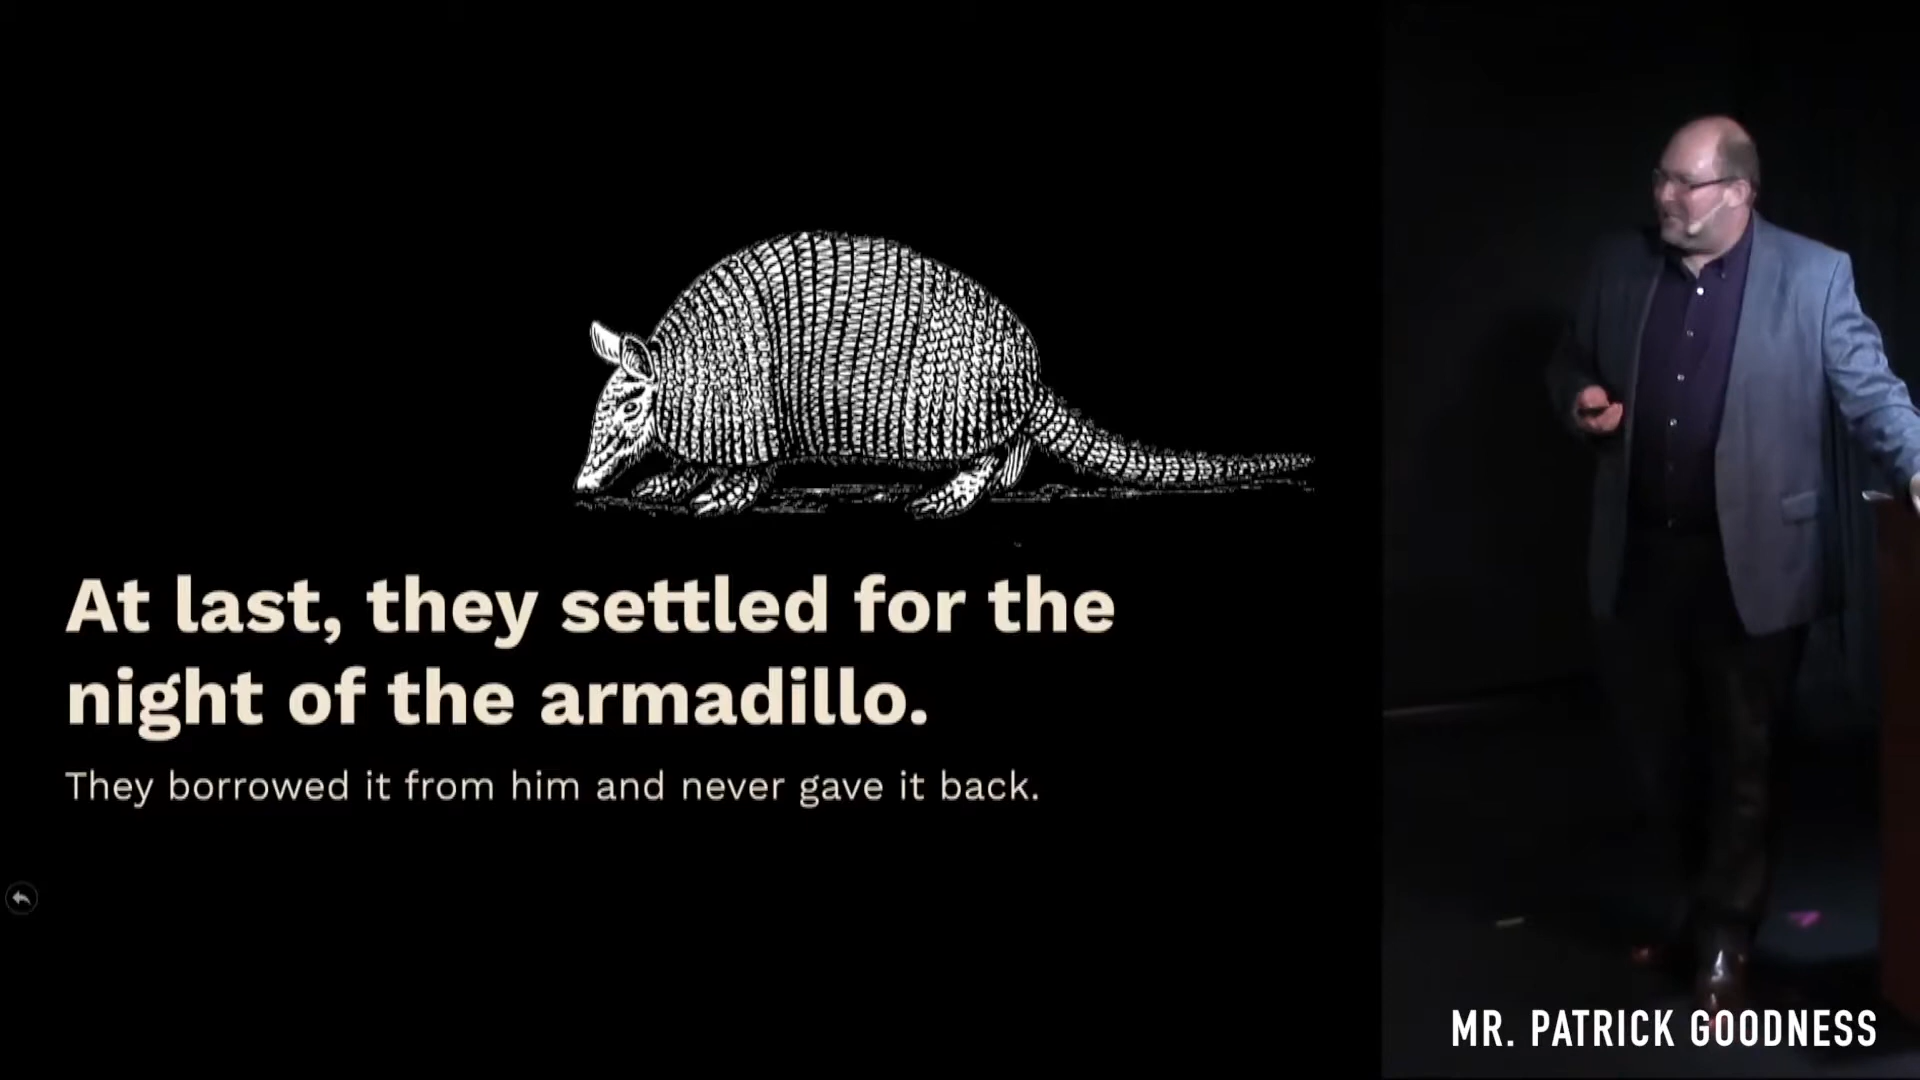 At last, they settled for the
night of the armadillo.
They borrowed it from him and never gave it back.
MR. PATRICK GOODNESS